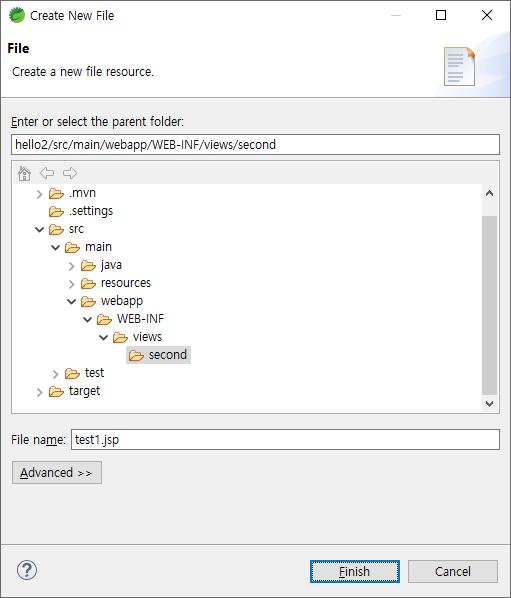 Create New File
File
Create a new file resource.
Enter or select the parent folder:
hello2/src/main/webapp/WEB-INF/views/second
.mvn
.settings
src
main
java
resources
webapp
WEB-INF
views
second
test
target
File name: test1.jsp
Advanced >>
? Finish Cancel